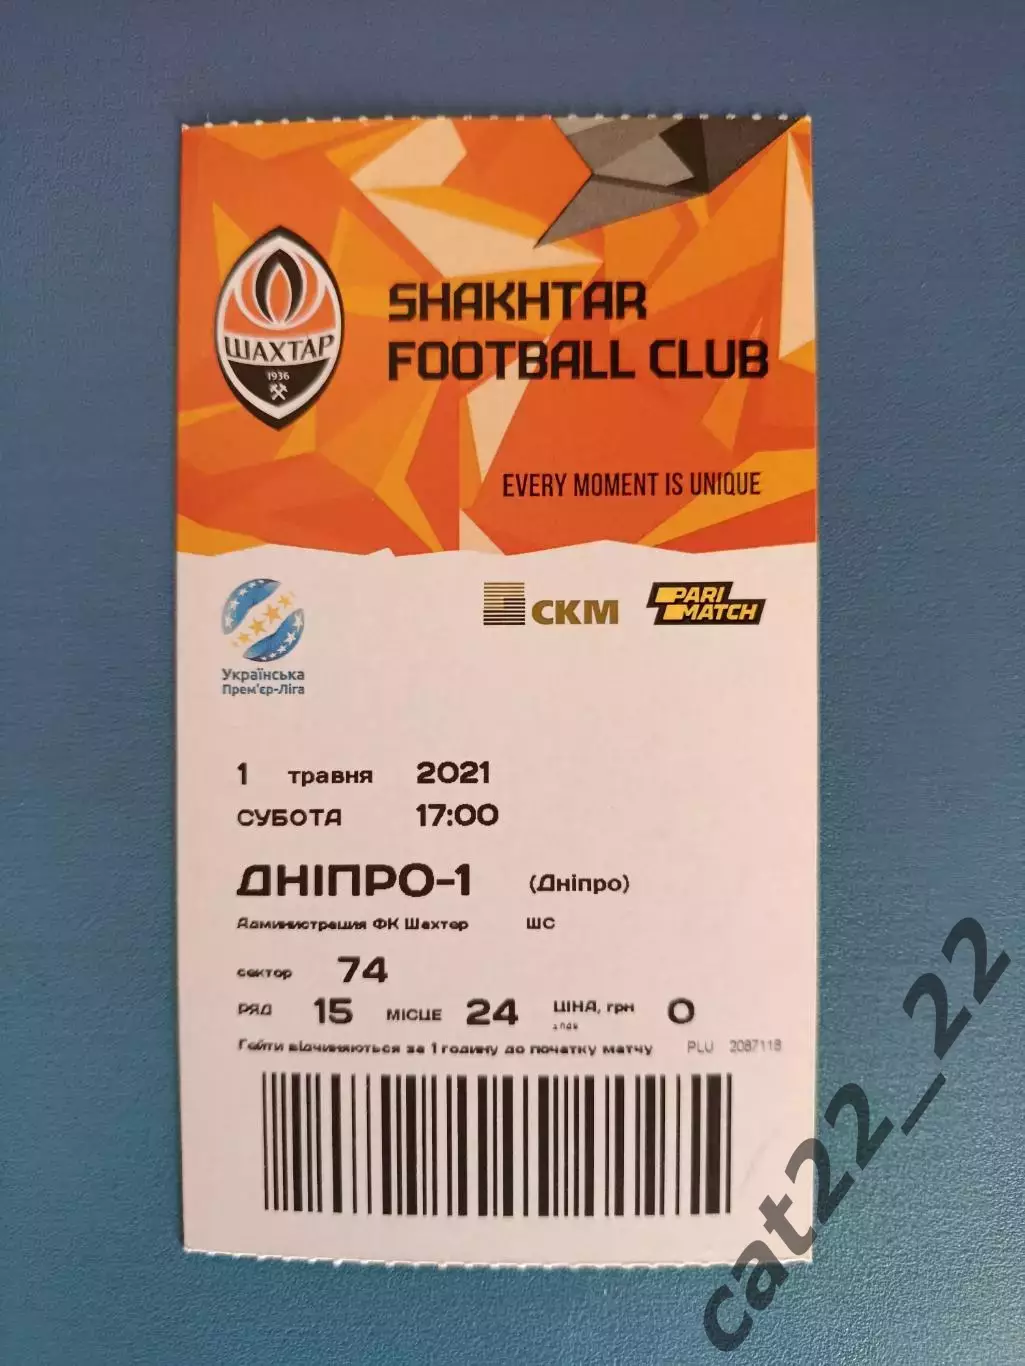 SHAKHTAR
FOOTBALL CLUB
ШАХТАР
1936
EVERY MOMENT IS UNIQUE
СКМ
PARI
MATCH
Українська
Прем'єр-Ліга
1 травня 2021
СУБОТА 17:00
ДНІПРО-1 (Дніпро)
Администрация ФК Шахтер ШС
сектор 74
РЯД 15 МІСЦЕ 24 ЦІНА, грн 0
Гейти відчиняються за 1 годину до початку матчу PLU 2087118
cat22_22